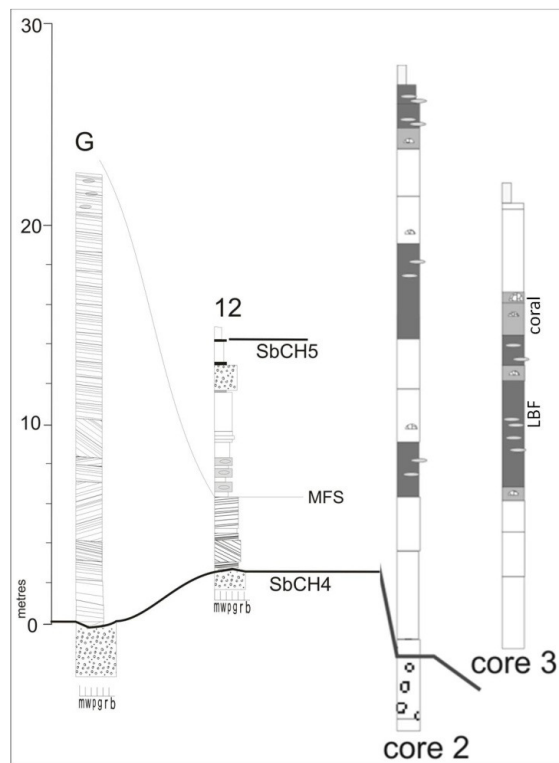 30
G
20
12
SbCH5
coral
10
LBF
MFS
SbCH4
metres
0
mwpgrb
core 3
mwpgrb
core 2